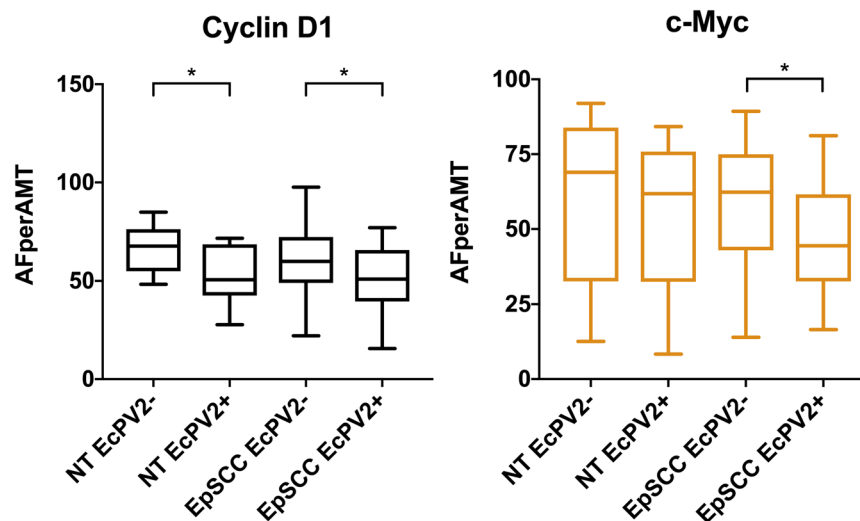 Cyclin D1
AFperAMT
150
100
50
0
*
*
NT EcPV2-
NT EcPV2+
EpSCC EcPV2-
EpSCC EcPV2+
c-Myc
AFperAMT
100
75
50
25
0
*
NT EcPV2-
NT EcPV2+
EpSCC EcPV2-
EpSCC EcPV2+